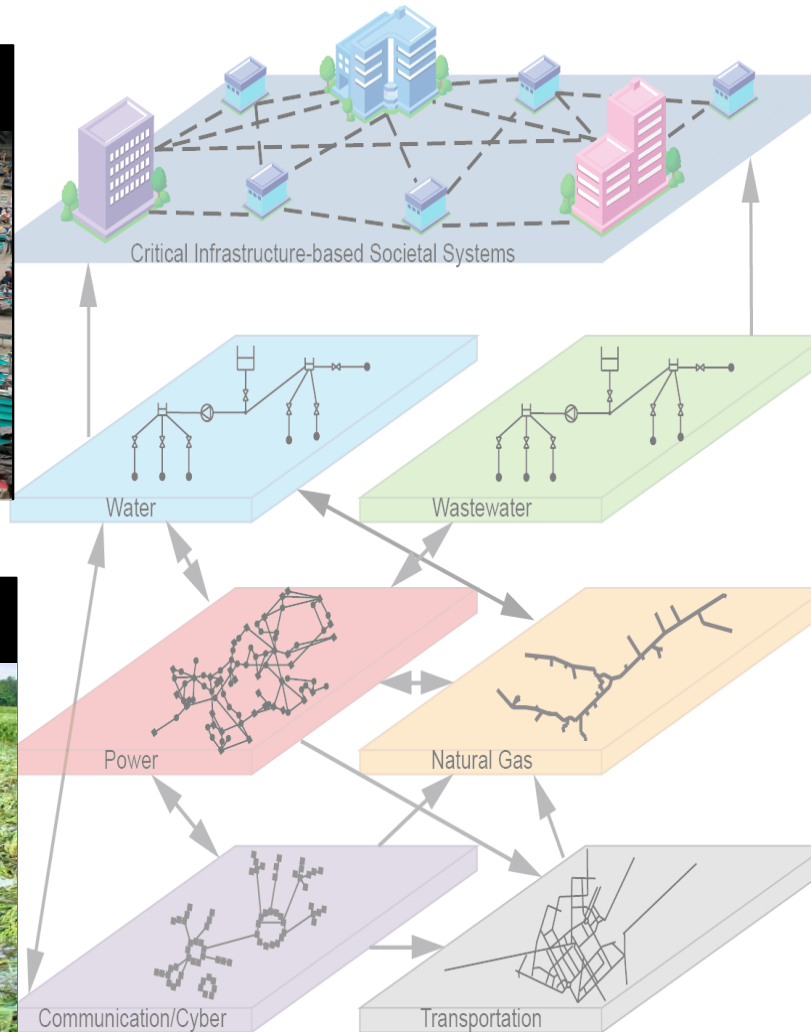 Critical Infrastructure-based Societal Systems
Water
Wastewater
Power
Natural Gas
Communication/Cyber
Transportation